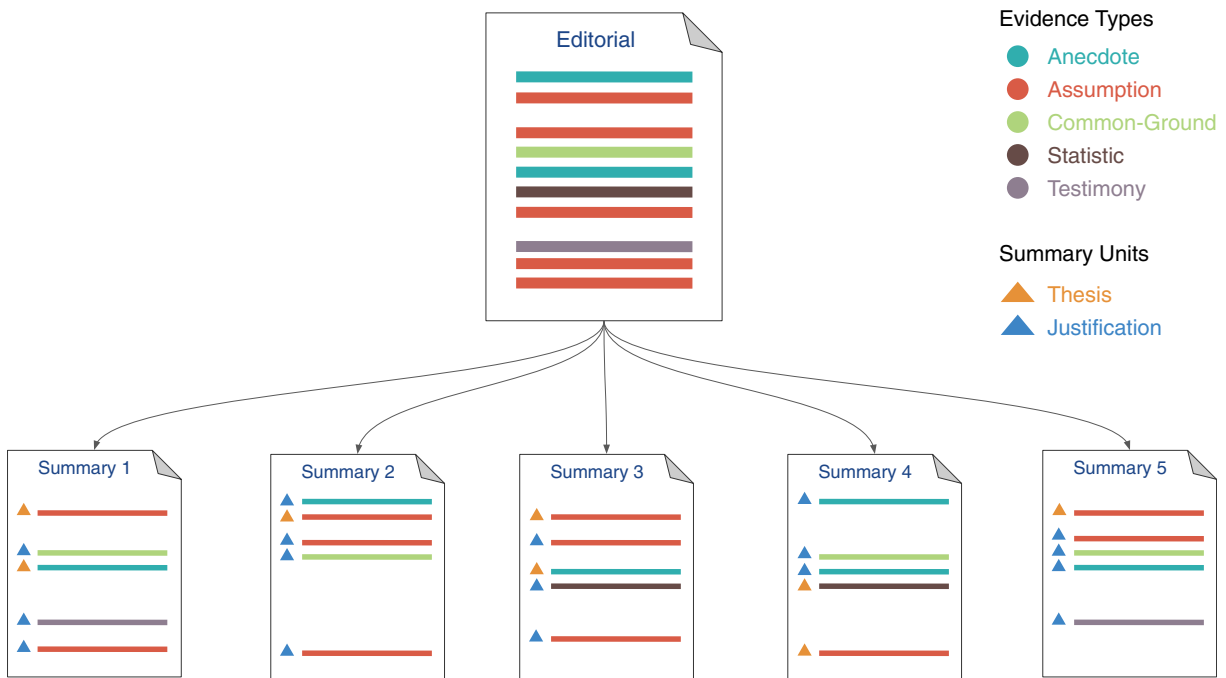 Editorial
Evidence Types
Anecdote
Assumption
Common-Ground
Statistic
Testimony
Summary Units
Thesis
Justification
Summary 1
Summary 2
Summary 3
Summary 4
Summary 5